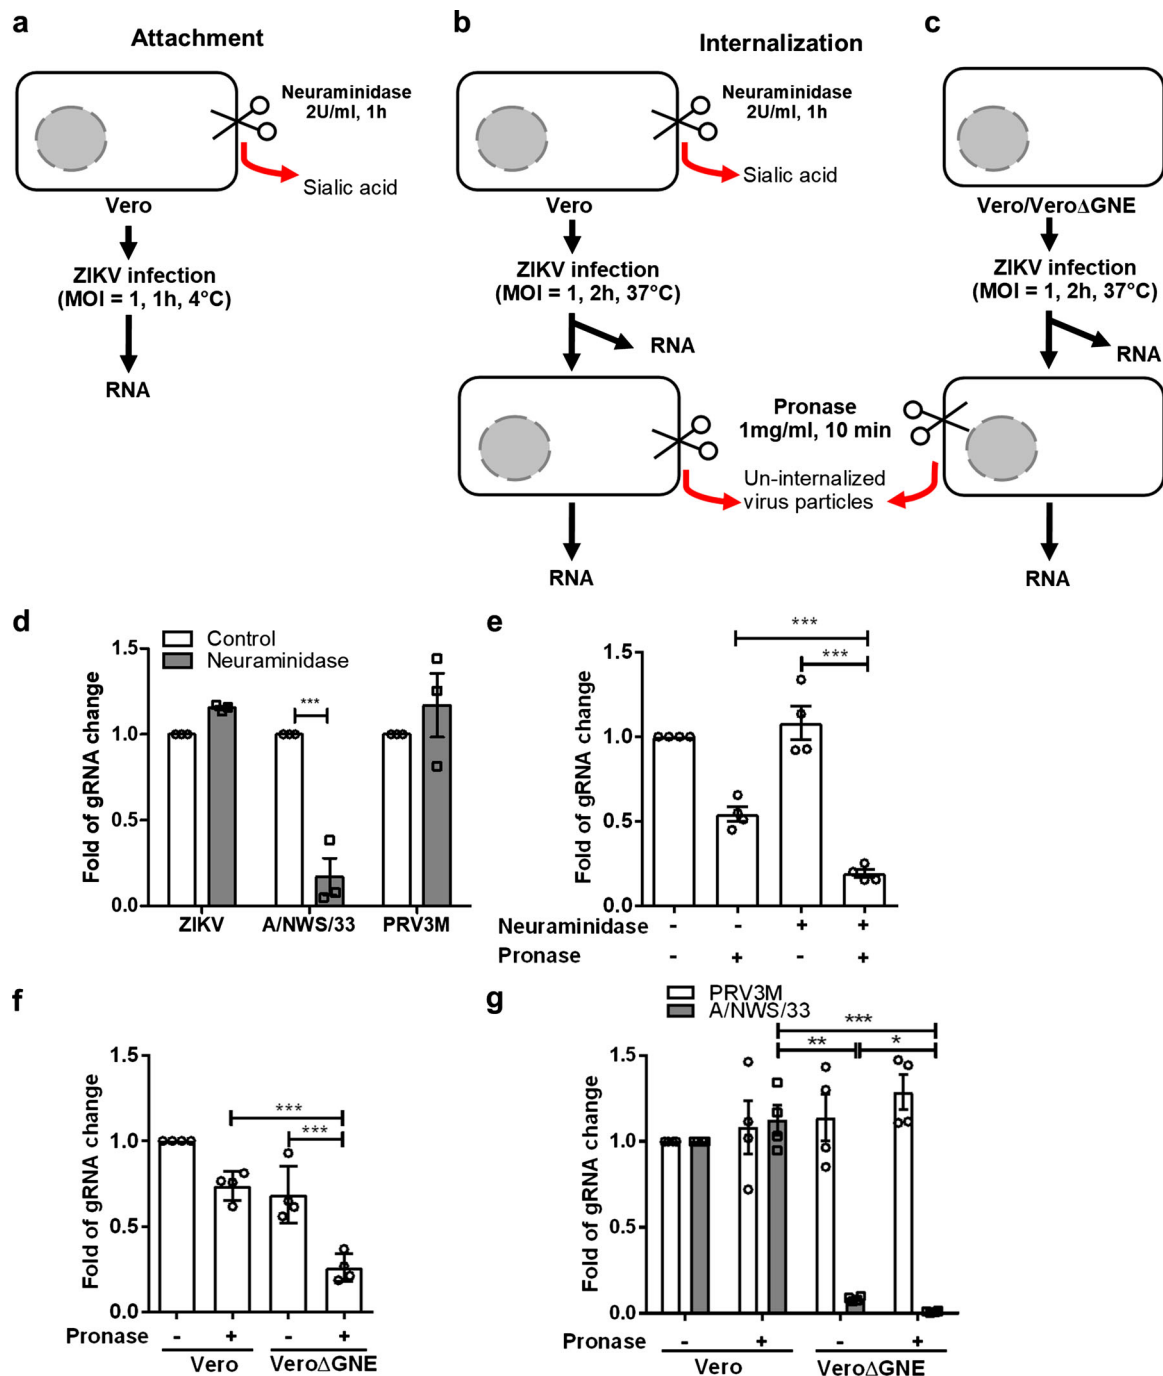 a
Attachment
Neuraminidase
2U/ml, 1h
Sialic acid
Vero
ZIKV infection
(MOI = 1, 1h, 4°C)
RNA
b
Internalization
Neuraminidase
2U/ml, 1h
Sialic acid
Vero
ZIKV infection
(MOI = 1, 2h, 37°C)
RNA
Pronase
1mg/ml, 10 min
Un-internalized
virus particles
RNA
c
Vero/VeroΔGNE
ZIKV infection
(MOI = 1, 2h, 37°C)
RNA
RNA
d
Control
Neuraminidase
Fold of gRNA change
1.5
1.0
0.5
0.0
***
ZIKV A/NWS/33 PRV3M
e
Fold of gRNA change
1.5
1.0
0.5
0.0
***
***
Neuraminidase - - + +
Pronase - + - +
f
Fold of gRNA change
1.5
1.0
0.5
0.0
***
***
Pronase - + - +
Vero VeroΔGNE
g
PRV3M
A/NWS/33
Fold of gRNA change
1.5
1.0
0.5
0.0
***
** *
Pronase - + - +
Vero VeroΔGNE